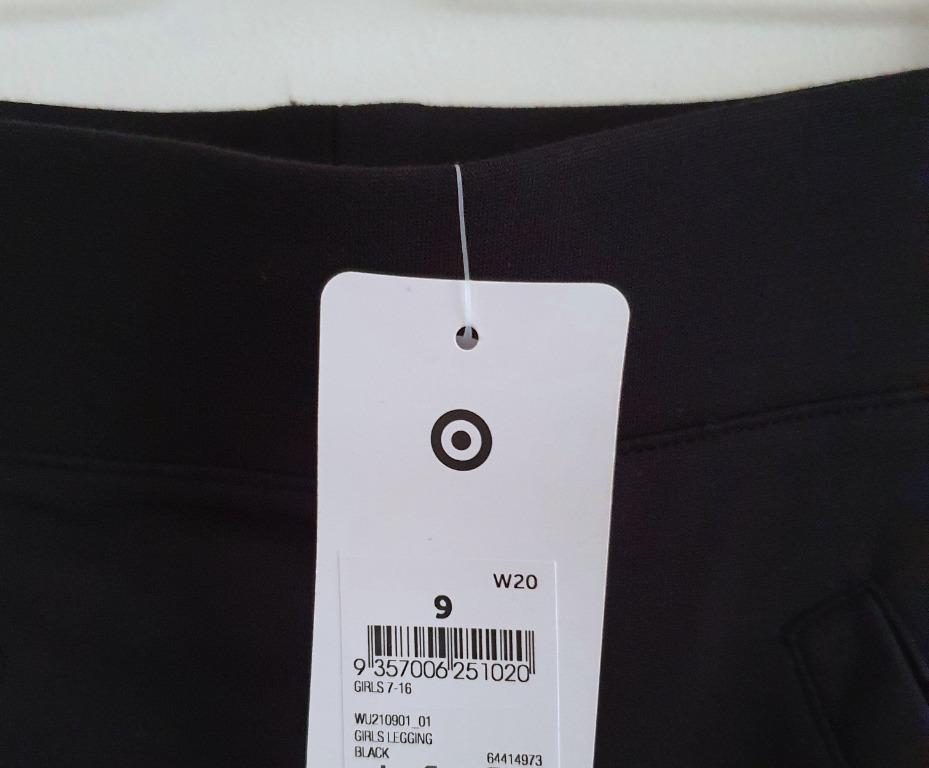 W20
9
9 357006 251020
GIRLS 7-16
WU210901_01
GIRLS LEGGING
BLACK 64414973